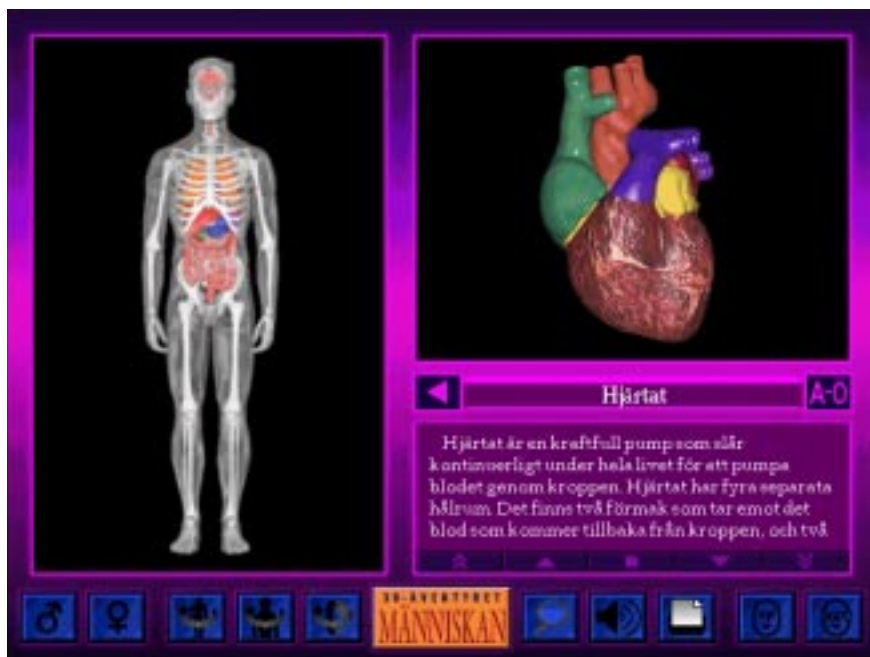 Hjärtat
A-Ö
Hjärtat är en kraftfull pump som slår
kontinuerligt under hela livet för att pumpa
blodet genom kroppen. Hjärtat har fyra separata
hålrum. Det finns två förmak som tar emot det
blod som kommer tillbaka från kroppen, och två
3D-ÄVENTYRET
MÄNNISKAN